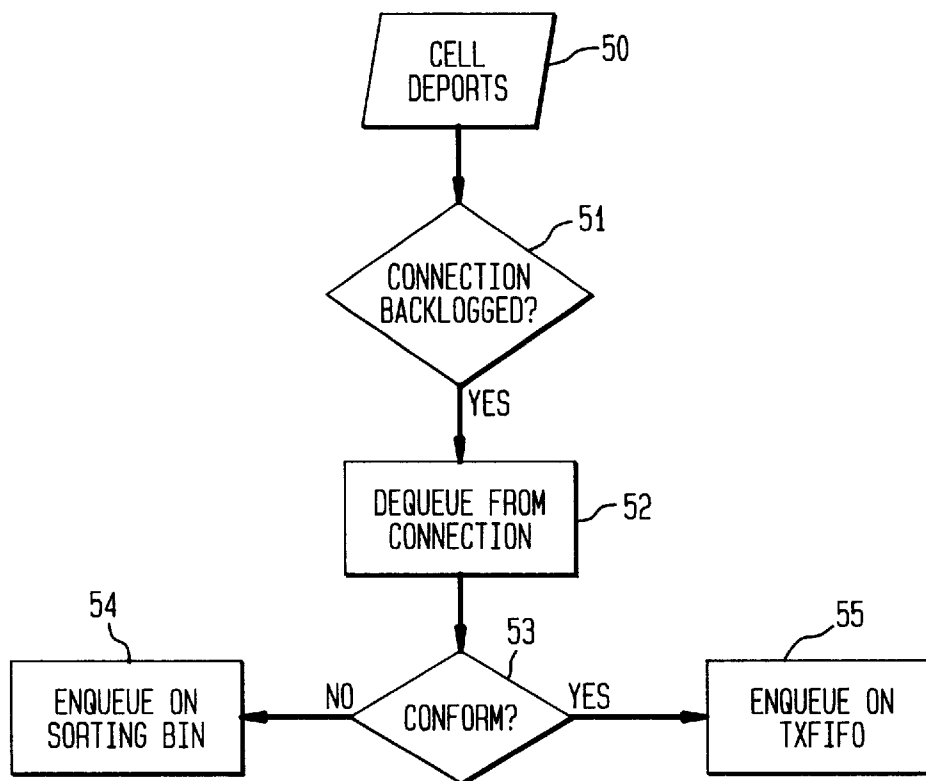 CELL
DEPORTS
50
51
CONNECTION
BACKLOGGED?
YES
DEQUEUE FROM
CONNECTION
52
54
53
55
ENQUEUE ON
SORTING BIN
NO
CONFORM?
YES
ENQUEUE ON
TXFIFO